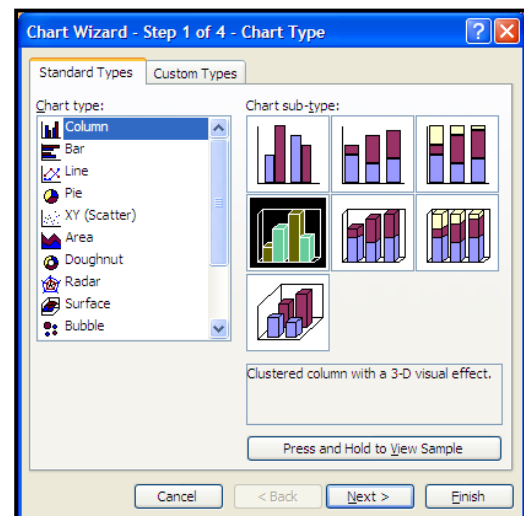 Chart Wizard - Step 1 of 4 - Chart Type
Standard Types
Custom Types
Chart type:
Column
Bar
Line
Pie
XY (Scatter)
Area
Doughnut
Radar
Surface
Bubble
Chart sub-type:
Clustered column with a 3-D visual effect.
Press and Hold to View Sample
Cancel
< Back
Next >
Finish